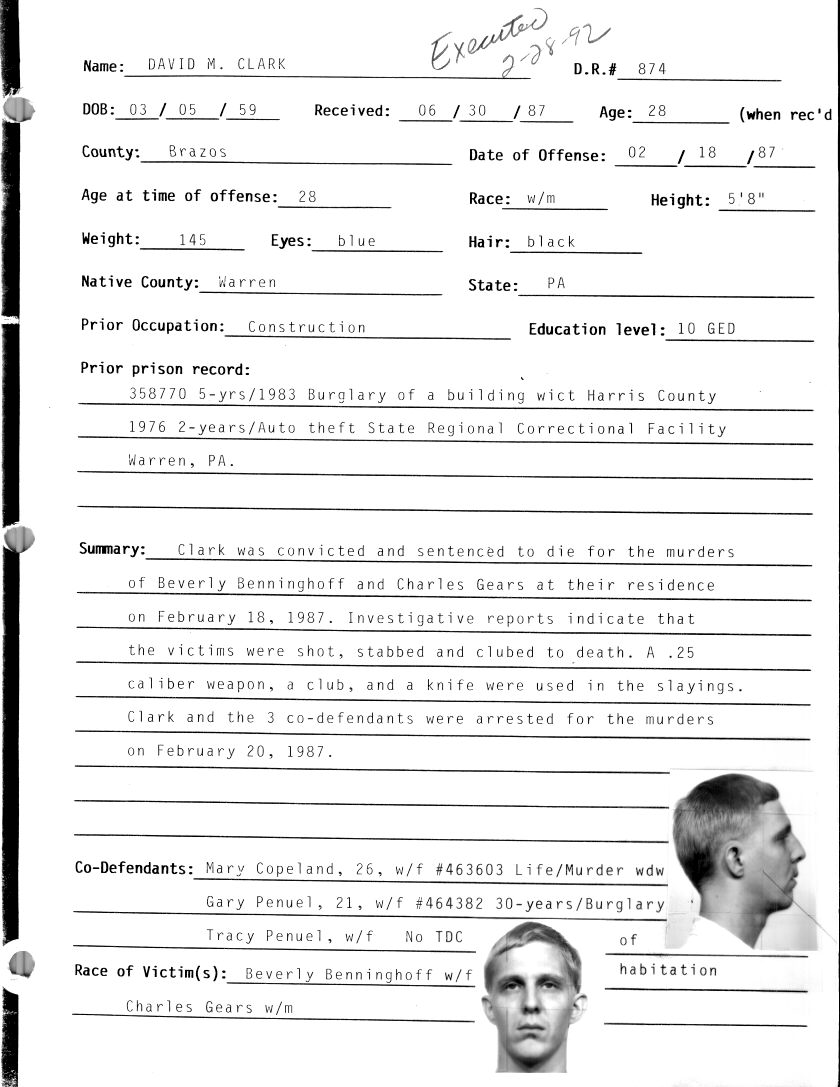 Executed
2-28-92
Name: DAVID M. CLARK D.R.# 874
DOB: 03 / 05 / 59 Received: 06 / 30 / 87 Age: 28 (when rec'd
County: Brazos Date of Offense: 02 / 18 / 87
Age at time of offense: 28 Race: w/m Height: 5'8"
Weight: 145 Eyes: blue Hair: black
Native County: Warren State: PA
Prior Occupation: Construction Education level: 10 GED
Prior prison record:
358770 5-yrs/1983 Burglary of a building wict Harris County
1976 2-years/Auto theft State Regional Correctional Facility
Warren, PA.
Summary: Clark was convicted and sentenced to die for the murders
of Beverly Benninghoff and Charles Gears at their residence
on February 18, 1987. Investigative reports indicate that
the victims were shot, stabbed and clubed to death. A .25
caliber weapon, a club, and a knife were used in the slayings.
Clark and the 3 co-defendants were arrested for the murders
on February 20, 1987.
Co-Defendants: Mary Copeland, 26, w/f #463603 Life/Murder wdw
Gary Penuel, 21, w/f #464382 30-years/Burglary
Tracy Penuel, w/f No TDC of
Race of Victim(s): Beverly Benninghoff w/f habitation
Charles Gears w/m